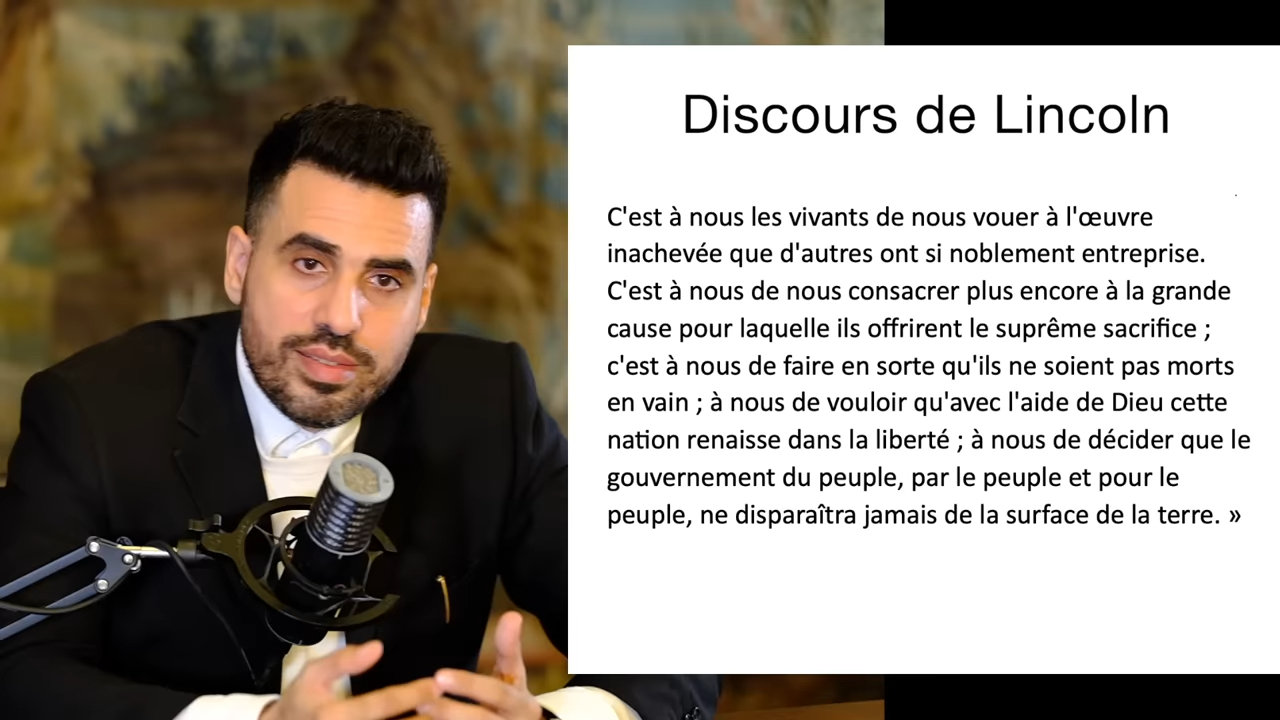 Discours de Lincoln
C'est à nous les vivants de nous vouer à l'œuvre
inachevée que d'autres ont si noblement entreprise.
C'est à nous de nous consacrer plus encore à la grande
cause pour laquelle ils offrirent le suprême sacrifice ;
c'est à nous de faire en sorte qu'ils ne soient pas morts
en vain ; à nous de vouloir qu'avec l'aide de Dieu cette
nation renaisse dans la liberté ; à nous de décider que le
gouvernement du peuple, par le peuple et pour le
peuple, ne disparaîtra jamais de la surface de la terre. »